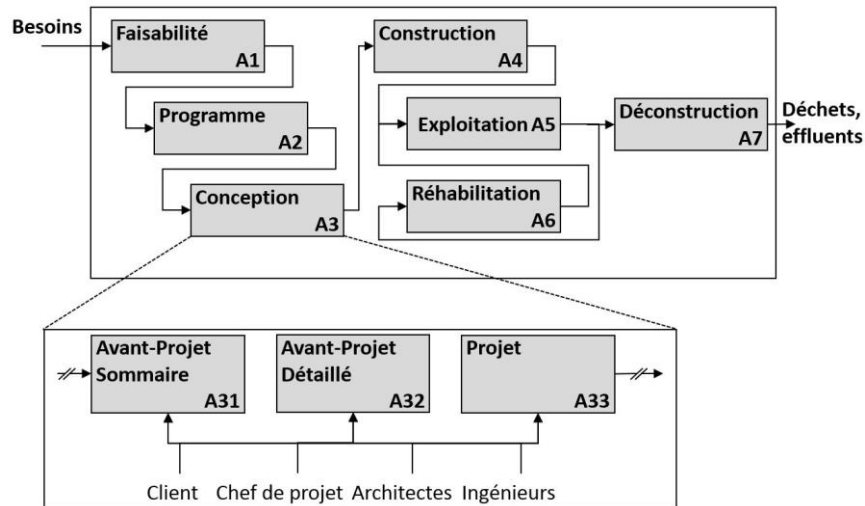 Besoins
Faisabilité
A1
Programme
A2
Conception
A3
Construction
A4
Exploitation A5
Réhabilitation
A6
Déconstruction
A7
Déchets,
effluents
Avant-Projet
Sommaire
A31
Avant-Projet
Détaillé
A32
Projet
A33
Client
Chef de projet
Architectes
Ingénieurs